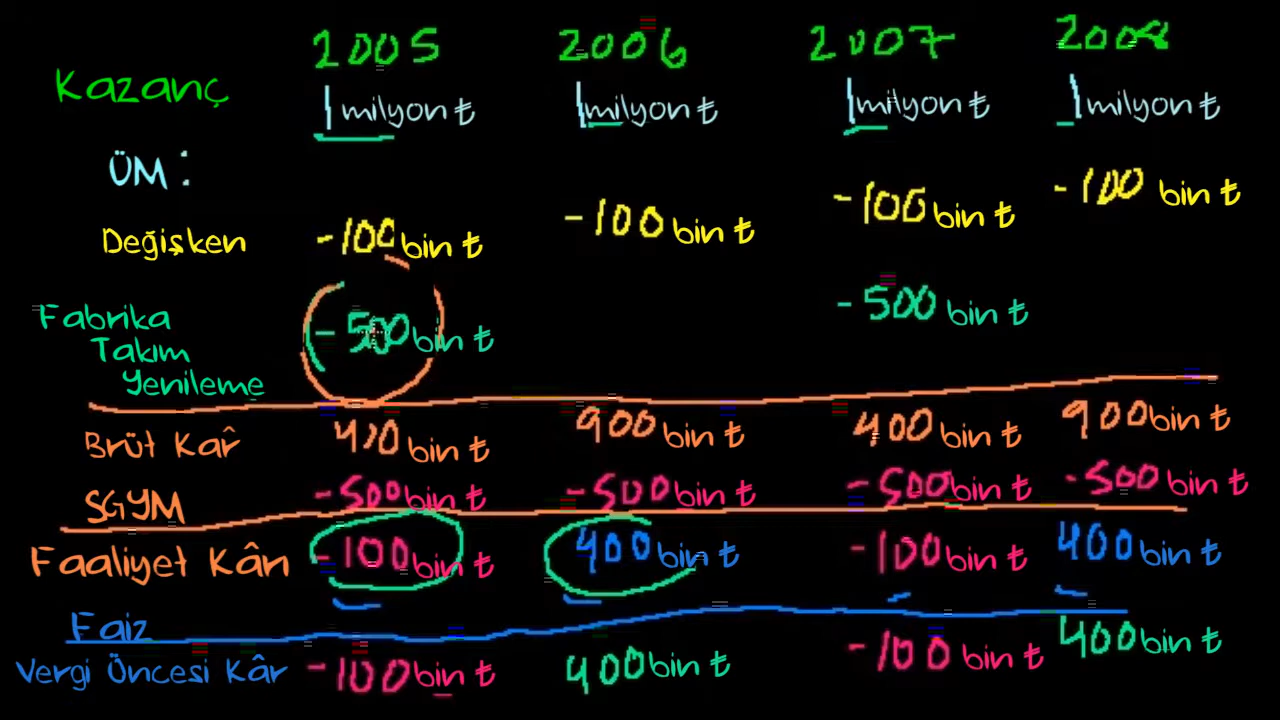 2005 2006 2007 2008
Kazanç 1 milyon ₺ 1 milyon ₺ 1 milyon ₺ 1 milyon ₺
ÜM:
Değişken -100 bin ₺ -100 bin ₺ -100 bin ₺ -100 bin ₺
Fabrika
Takım
Yenileme -500 bin ₺ -500 bin ₺
Brüt Kâr 400 bin ₺ 900 bin ₺ 400 bin ₺ 900 bin ₺
SGYM -500 bin ₺ -500 bin ₺ -500 bin ₺ -500 bin ₺
Faaliyet Kârı -100 bin ₺ 400 bin ₺ -100 bin ₺ 400 bin ₺
Faiz
Vergi Öncesi Kâr -100 bin ₺ 400 bin ₺ -100 bin ₺ 400 bin ₺